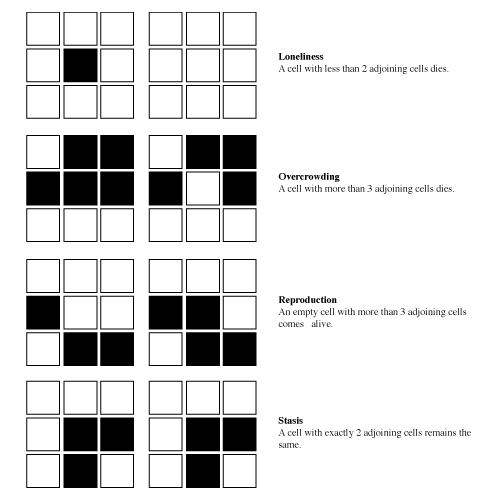 Loneliness
A cell with less than 2 adjoining cells dies.
Overcrowding
A cell with more than 3 adjoining cells dies.
Reproduction
An empty cell with more than 3 adjoining cells
comes alive.
Stasis
A cell with exactly 2 adjoining cells remains the
same.